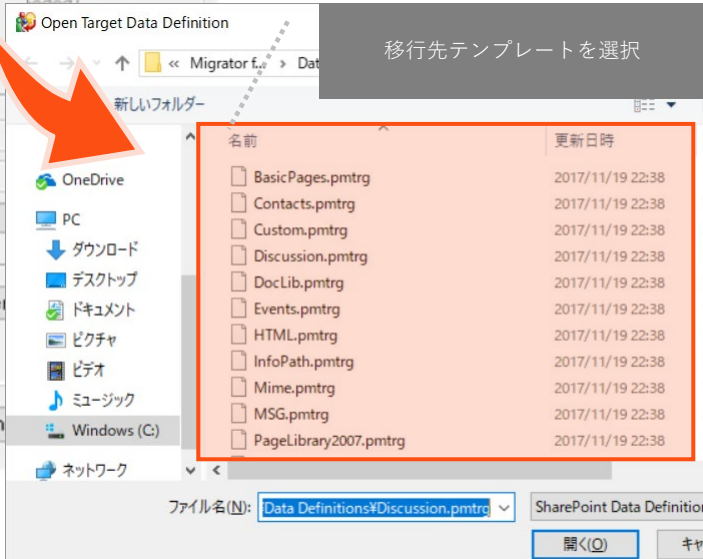 Open Target Data Definition
移行先テンプレートを選択
« Migrator f... › Dat
新しいフォルダー
名前 更新日時
OneDrive
PC
ダウンロード
デスクトップ
ドキュメント
ピクチャ
ビデオ
ミュージック
Windows (C:)
ネットワーク
BasicPages.pmtrg 2017/11/19 22:38
Contacts.pmtrg 2017/11/19 22:38
Custom.pmtrg 2017/11/19 22:38
Discussion.pmtrg 2017/11/19 22:38
DocLib.pmtrg 2017/11/19 22:38
Events.pmtrg 2017/11/19 22:38
HTML.pmtrg 2017/11/19 22:38
InfoPath.pmtrg 2017/11/19 22:38
Mime.pmtrg 2017/11/19 22:38
MSG.pmtrg 2017/11/19 22:38
PageLibrary2007.pmtrg 2017/11/19 22:38
ファイル名(N): Data Definitions¥Discussion.pmtrg SharePoint Data Definition
開く(O) キャ